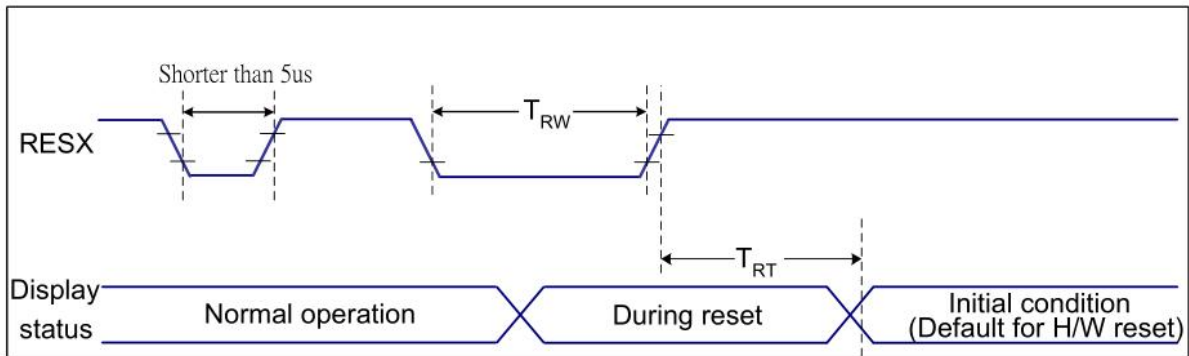 Shorter than 5us
RESX
TRW
TRT
Display
status
Normal operation
During reset
Initial condition
(Default for H/W reset)